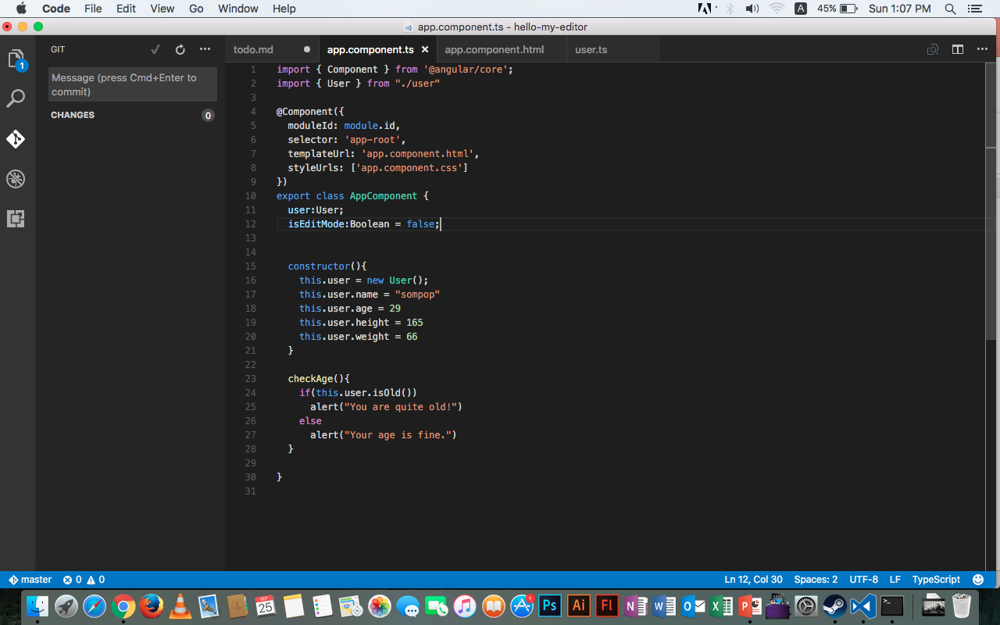 Code File Edit View Go Window Help
A
45%
Sun 1:07 PM
app.component.ts - hello-my-editor
GIT
todo.md
app.component.ts
app.component.html
user.ts
1
Message (press Cmd+Enter to
commit)
CHANGES
0
1 import { Component } from '@angular/core';
2 import { User } from "./user"
3
4 @Component({
5 moduleId: module.id,
6 selector: 'app-root',
7 templateUrl: 'app.component.html',
8 styleUrls: ['app.component.css']
9 })
10 export class AppComponent {
11 user:User;
12 isEditMode:Boolean = false;
13
14
15 constructor(){
16 this.user = new User();
17 this.user.name = "sompop"
18 this.user.age = 29
19 this.user.height = 165
20 this.user.weight = 66
21 }
22
23 checkAge(){
24 if(this.user.isOld())
25 alert("You are quite old!")
26 else
27 alert("Your age is fine.")
28 }
29
30 }
31
master
0
0
Ln 12, Col 30
Spaces: 2
UTF-8
LF
TypeScript
SEP
25
1
Ps
Ai
Fl
N
W
O
X
P
>_